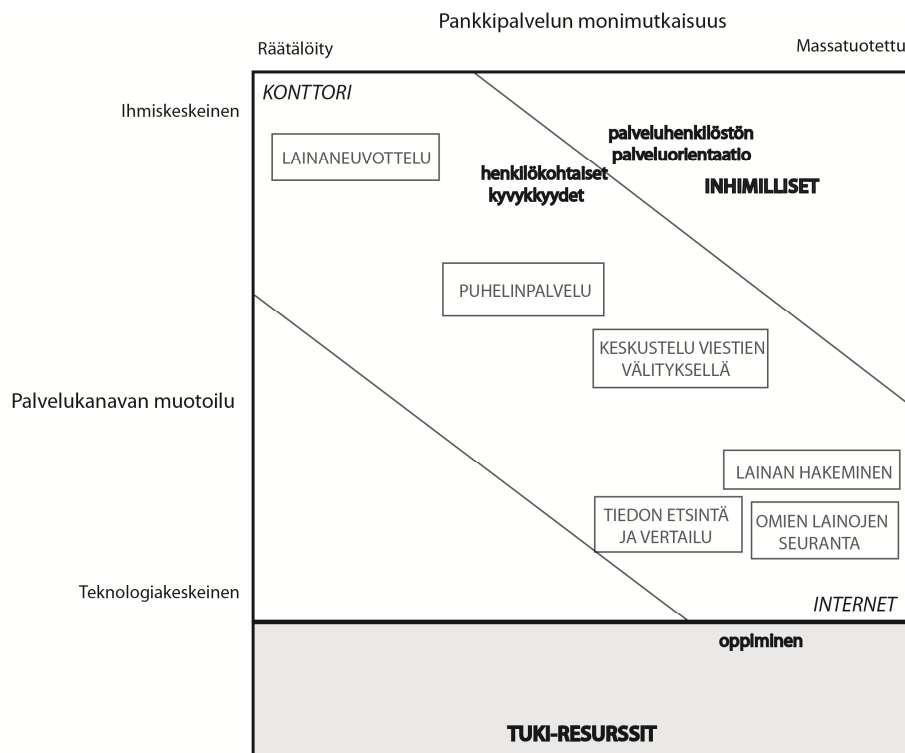 Pankkipalvelun monimutkaisuus
Räätälöity
Massatuotettu
Ihmiskeskeinen
KONTTORI
LAINANEUVOTTELU
palveluhenkilöstön
palveluorientaatio
henkilökohtaiset
kyvykkyydet
INHIMILLISET
PUHELINPALVELU
KESKUSTELU VIESTIEN
VÄLITYKSELLÄ
Palvelukanavan muotoilu
LAINAN HAKEMINEN
TIEDON ETSINTÄ
JA VERTAILU
OMIEN LAINOJEN
SEURANTA
Teknologiakeskeinen
INTERNET
oppiminen
TUKI-RESURSSIT